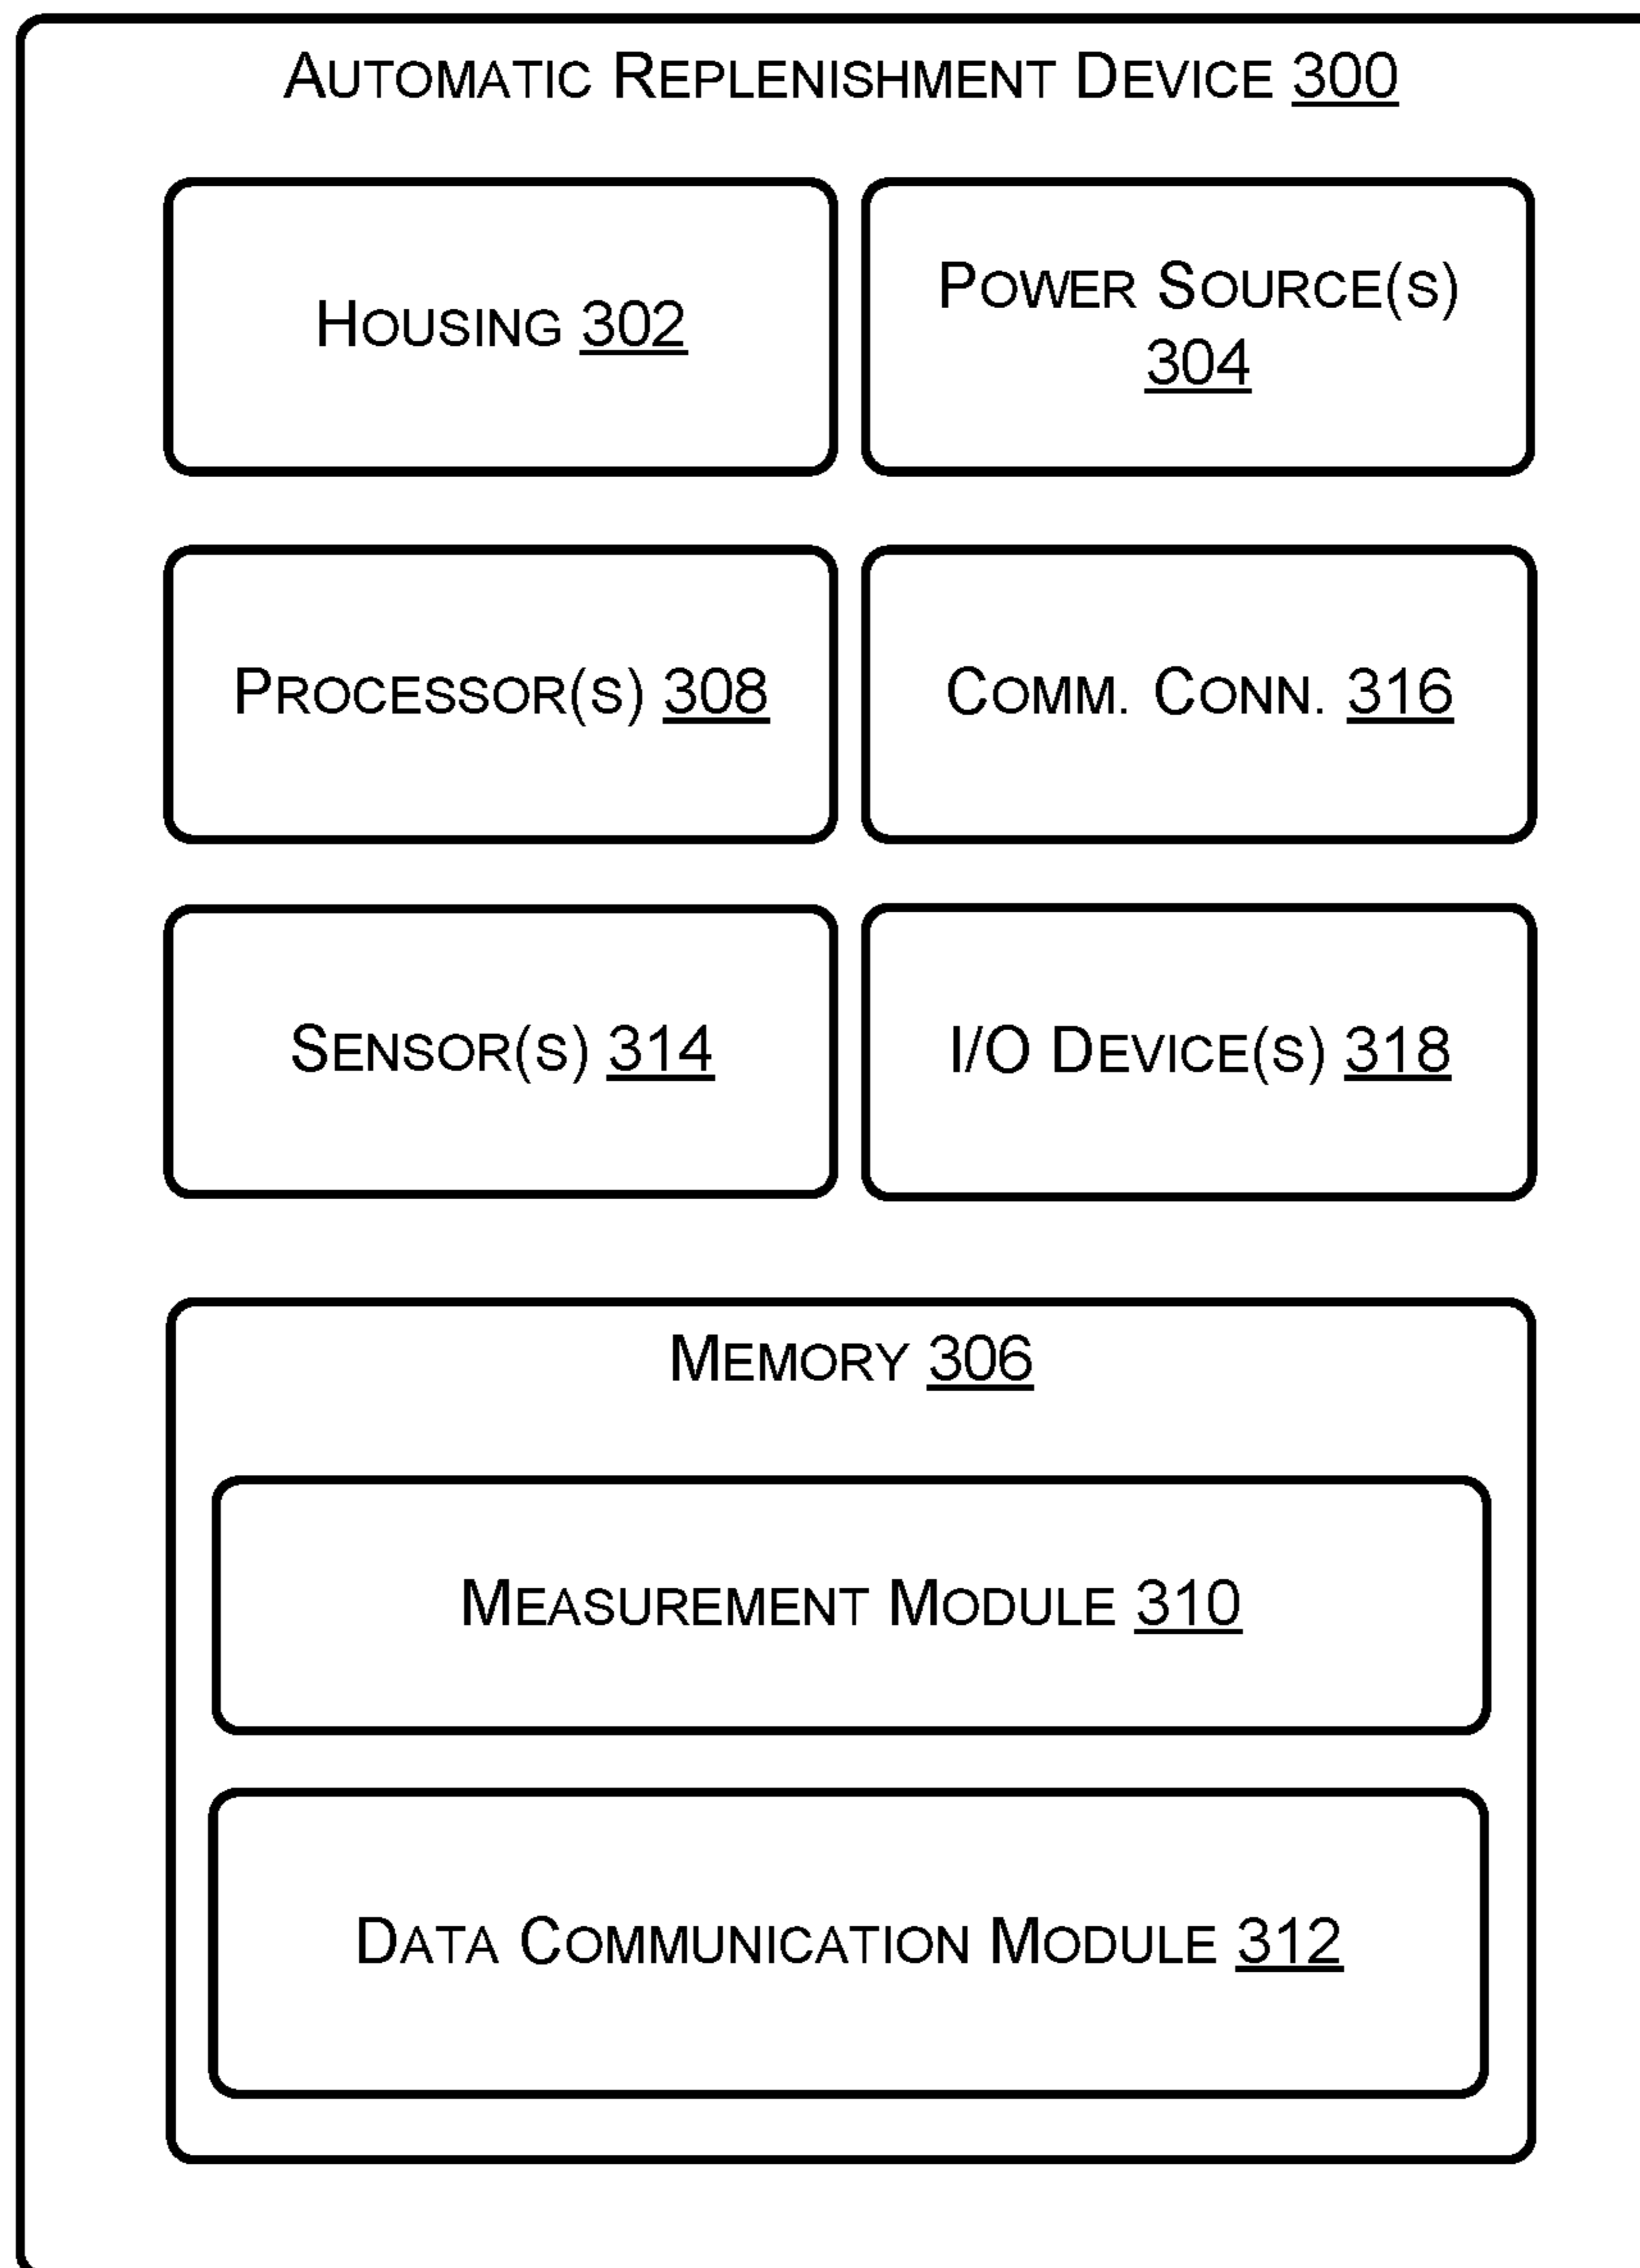 AUTOMATIC REPLENISHMENT DEVICE 300
HOUSING 302
POWER SOURCE(S)
304
PROCESSOR(S) 308
COMM. CONN. 316
SENSOR(S) 314
I/O DEVICE(S) 318
MEMORY 306
MEASUREMENT MODULE 310
DATA COMMUNICATION MODULE 312